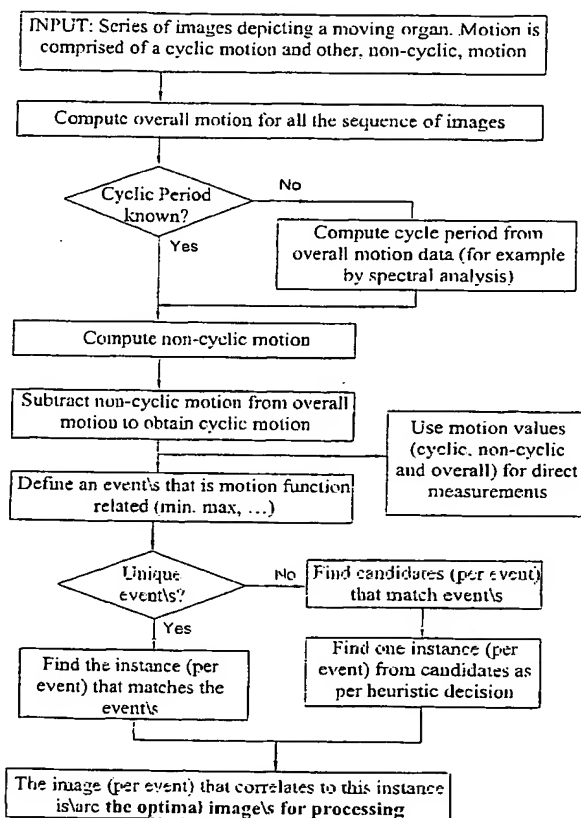 INPUT: Series of images depicting a moving organ. Motion is
comprised of a cyclic motion and other, non-cyclic, motion
Compute overall motion for all the sequence of images
Cyclic Period
known?
No
Yes
Compute cycle period from
overall motion data (for example
by spectral analysis)
Compute non-cyclic motion
Subtract non-cyclic motion from overall
motion to obtain cyclic motion
Use motion values
(cyclic, non-cyclic
and overall) for direct
measurements
Define an event\s that is motion function
related (min. max, ...)
Unique
event\s?
No
Yes
Find candidates (per event)
that match event\s
Find the instance (per
event) that matches the
event\s
Find one instance (per
event) from candidates as
per heuristic decision
The image (per event) that correlates to this instance
is\are the optimal image\s for processing